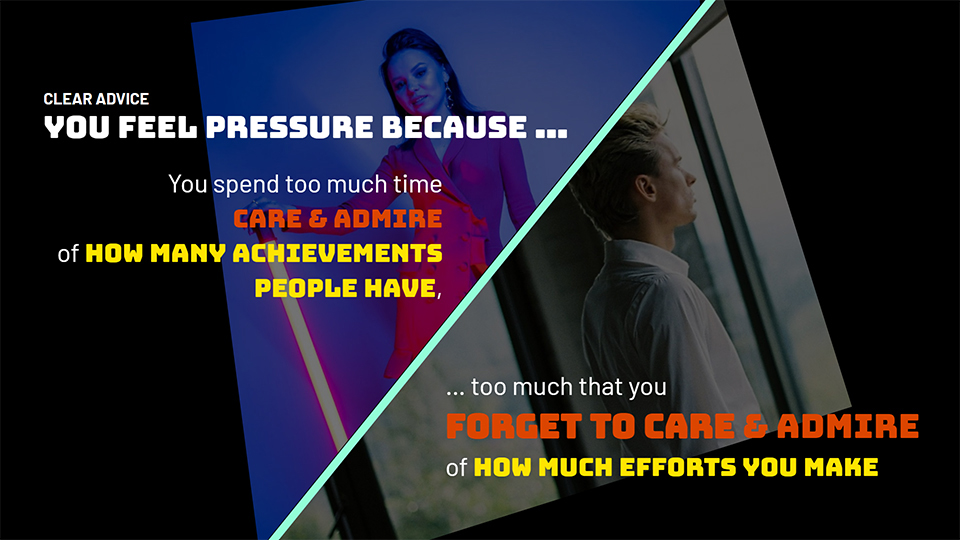 CLEAR ADVICE
YOU FEEL PRESSURE BECAUSE ...
You spend too much time
CARE & ADMIRE
of HOW MANY ACHIEVEMENTS
PEOPLE HAVE,
... too much that you
FORGET TO CARE & ADMIRE
of HOW MUCH EFFORTS YOU MAKE